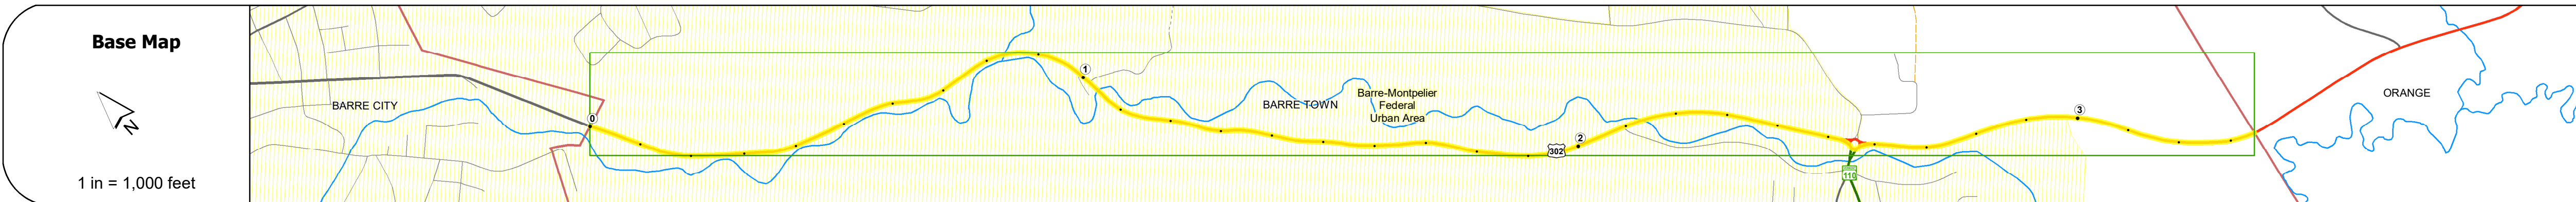 Base Map
N
1 in = 1,000 feet
BARRE CITY
0
1
BARRE TOWN
Barre-Montpelier
Federal
Urban Area
302
2
110
3
ORANGE